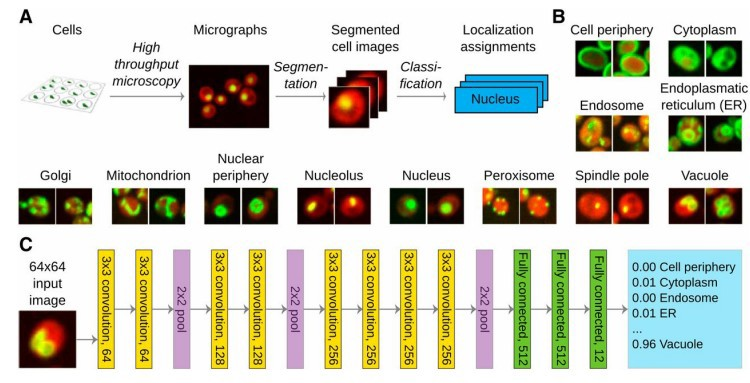 A
Cells
High
throughput
microscopy
Micrographs
Segmen-
tation
Segmented
cell images
Classi-
fication
Localization
assignments
Nucleus
B
Cell periphery
Cytoplasm
Endosome
Endoplasmatic
reticulum (ER)
Golgi
Mitochondrion
Nuclear
periphery
Nucleolus
Nucleus
Peroxisome
Spindle pole
Vacuole
C
64x64
input
image
3x3 convolution, 64
3x3 convolution, 64
2x2 pool
3x3 convolution, 128
3x3 convolution, 128
2x2 pool
3x3 convolution, 256
3x3 convolution, 256
3x3 convolution, 256
3x3 convolution, 256
2x2 pool
Fully connected, 512
Fully connected, 512
Fully connected, 12
0.00 Cell periphery
0.01 Cytoplasm
0.00 Endosome
0.01 ER
...
0.96 Vacuole